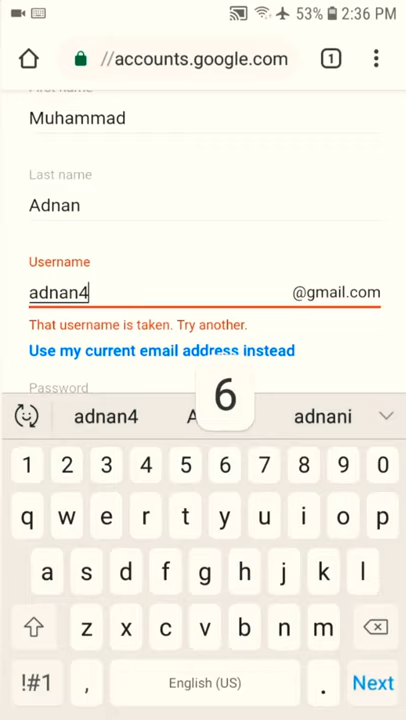 53% 2:36 PM
//accounts.google.com 1
First name
Muhammad
Last name
Adnan
Username
adnan4 @gmail.com
That username is taken. Try another.
Use my current email address instead
Password
6
adnan4 A adnani
1 2 3 4 5 6 7 8 9 0
q w e r t y u i o p
a s d f g h j k l
z x c v b n m
!#1 , English (US) . Next